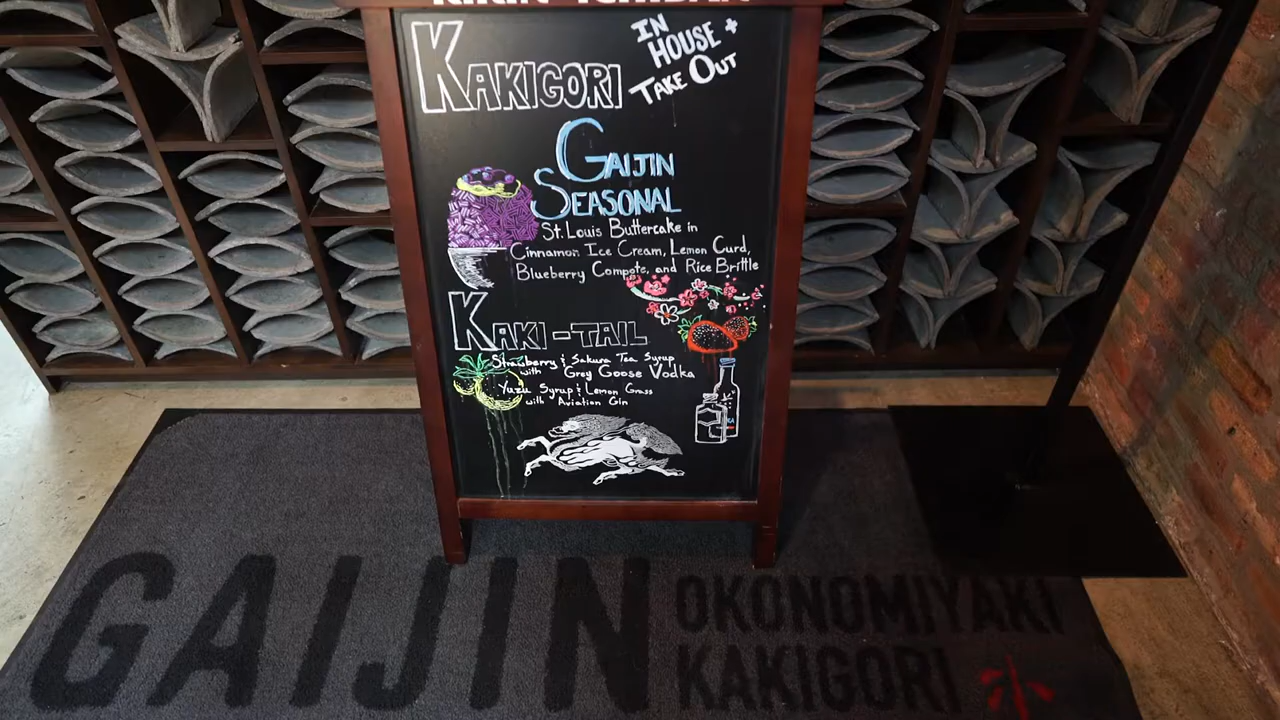 KAKIGORI
IN
HOUSE +
TAKE OUT
GAIJIN
SEASONAL
St. Louis Buttercake in
Cinnamon Ice Cream, Lemon Curd,
Blueberry Compote, and Rice Brittle
KAKI-TAIL
Strawberry & Sakura Tea Syrup
with Grey Goose Vodka
Yuzu Syrup & Lemon Grass
with Aviation Gin
GAIJIN
OKONOMIYAKI
KAKIGORI